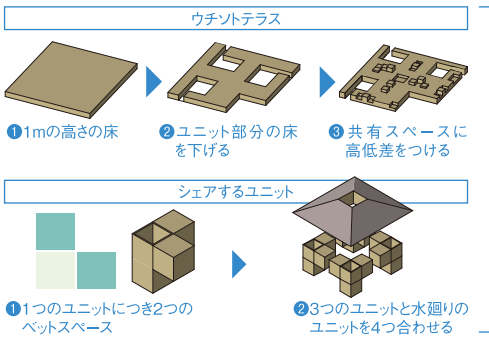 ウチソトテラス
❶1mの高さの床
❷ユニット部分の床
を下げる
❸共有スペースに
高低差をつける
シェアするユニット
❶1つのユニットにつき2つの
ベットスペース
❷3つのユニットと水廻りの
ユニットを4つ合わせる